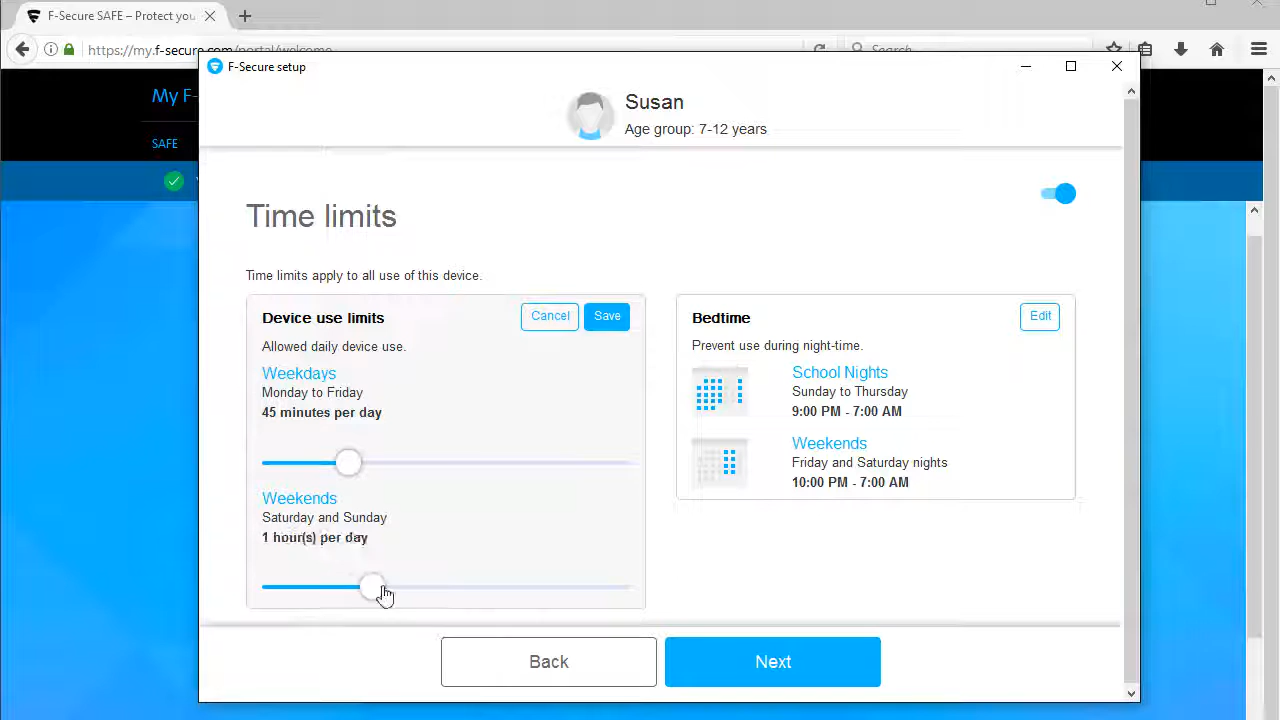 F-Secure SAFE – Protect you
https://my.f-secure.com/portal/welcome
Search
F-Secure setup
My F-
SAFE
Susan
Age group: 7-12 years
Time limits
Time limits apply to all use of this device.
Device use limits
Cancel
Save
Allowed daily device use.
Weekdays
Monday to Friday
45 minutes per day
Weekends
Saturday and Sunday
1 hour(s) per day
Bedtime
Edit
Prevent use during night-time.
School Nights
Sunday to Thursday
9:00 PM - 7:00 AM
Weekends
Friday and Saturday nights
10:00 PM - 7:00 AM
Back
Next